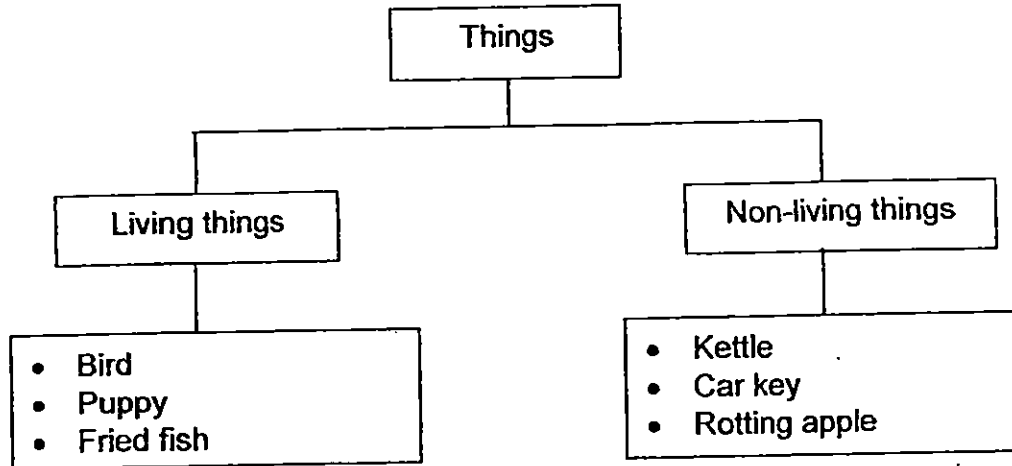 Things
Living things
Non-living things
• Bird
• Puppy
• Fried fish
• Kettle
• Car key
• Rotting apple